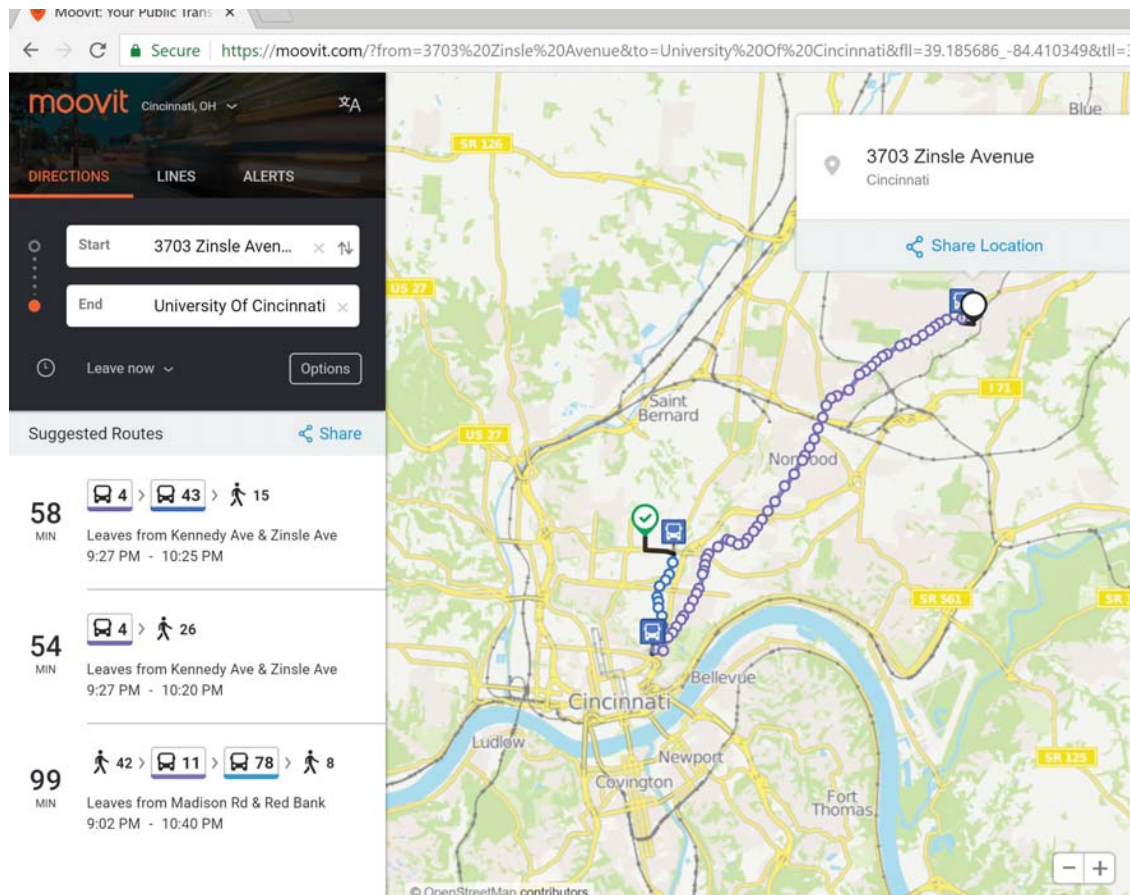 Moovit: Your Public Trans ×
Secure https://moovit.com/?from=3703%20Zinsle%20Avenue&to=University%20Of%20Cincinnati&fll=39.185686_-84.410349&tll=
moovit Cincinnati, OH
DIRECTIONS LINES ALERTS
Start 3703 Zinsle Aven... ×
End University Of Cincinnati ×
Leave now Options
Suggested Routes Share
4 > 43 > 15
58
MIN
Leaves from Kennedy Ave & Zinsle Ave
9:27 PM - 10:25 PM
4 > 26
54
MIN
Leaves from Kennedy Ave & Zinsle Ave
9:27 PM - 10:20 PM
42 > 11 > 78 > 8
99
MIN
Leaves from Madison Rd & Red Bank
9:02 PM - 10:40 PM
Blue
3703 Zinsle Avenue
Cincinnati
Share Location
SR 126
US 27
I 71
Saint
Bernard
US 27
Norwood
SR 561
SR
Bellevue
Cincinnati
Ludlow
Newport
Covington
SR 125
Fort
Thomas
− +
© OpenStreetMap contributors